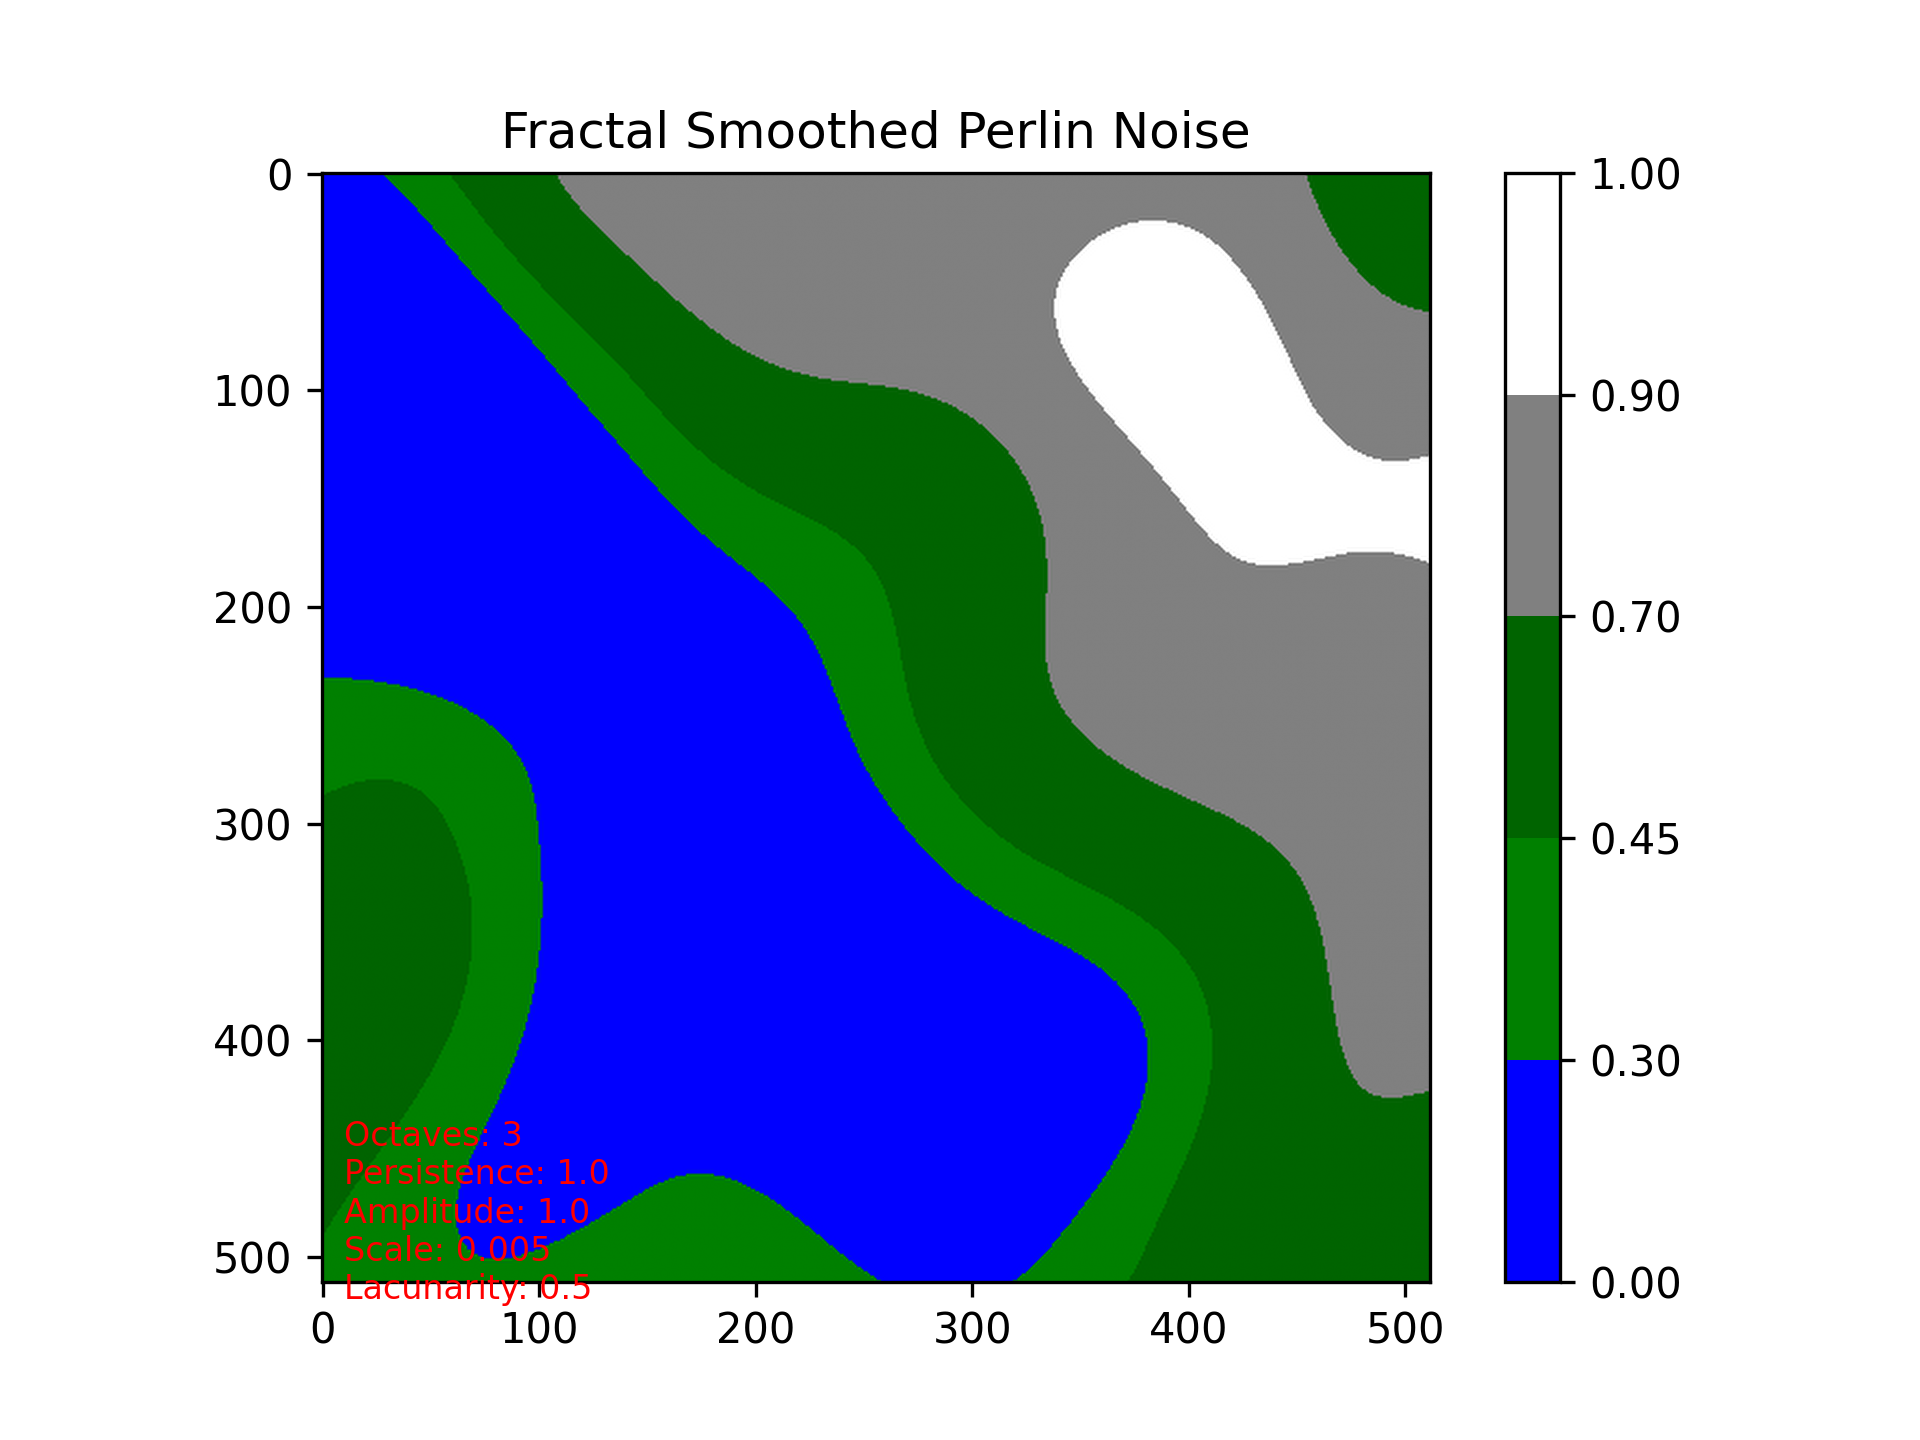 Fractal Smoothed Perlin Noise
0
100
200
300
400
500
Octaves: 3
Persistence: 1.0
Amplitude: 1.0
Scale: 0.005
Lacunarity: 0.5
0 100 200 300 400 500
1.00
0.90
0.70
0.45
0.30
0.00